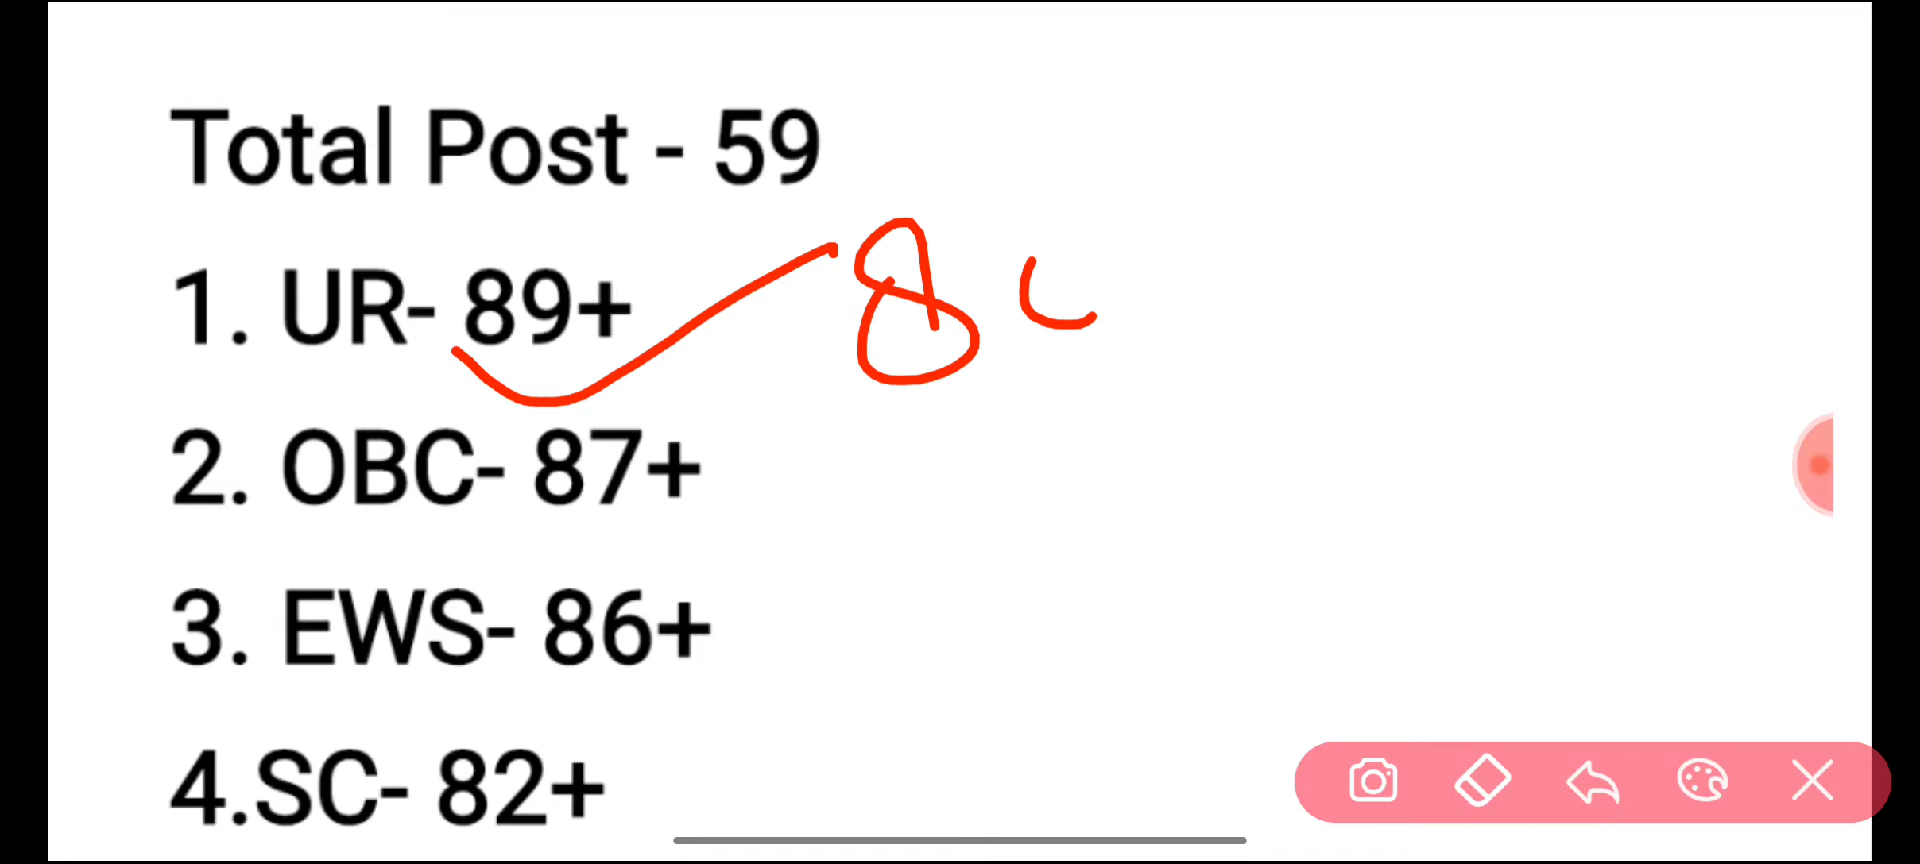 Total Post - 59
1. UR- 89+
8
2. OBC- 87+
3. EWS- 86+
4.SC- 82+